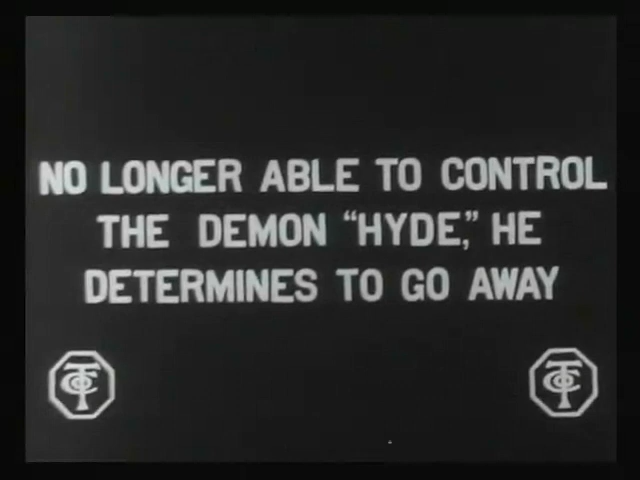 NO LONGER ABLE TO CONTROL
THE DEMON "HYDE," HE
DETERMINES TO GO AWAY